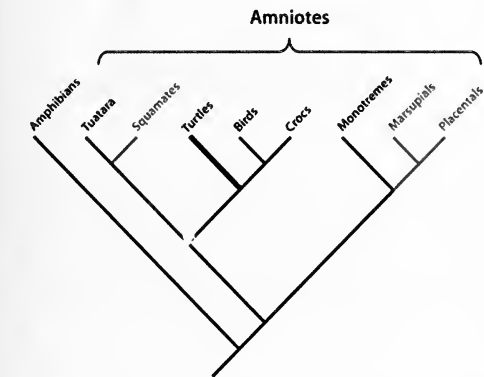 Amniotes
Amphibians
Tuatara
Squamates
Turtles
Birds
Crocs
Monotremes
Marsupials
Placentals